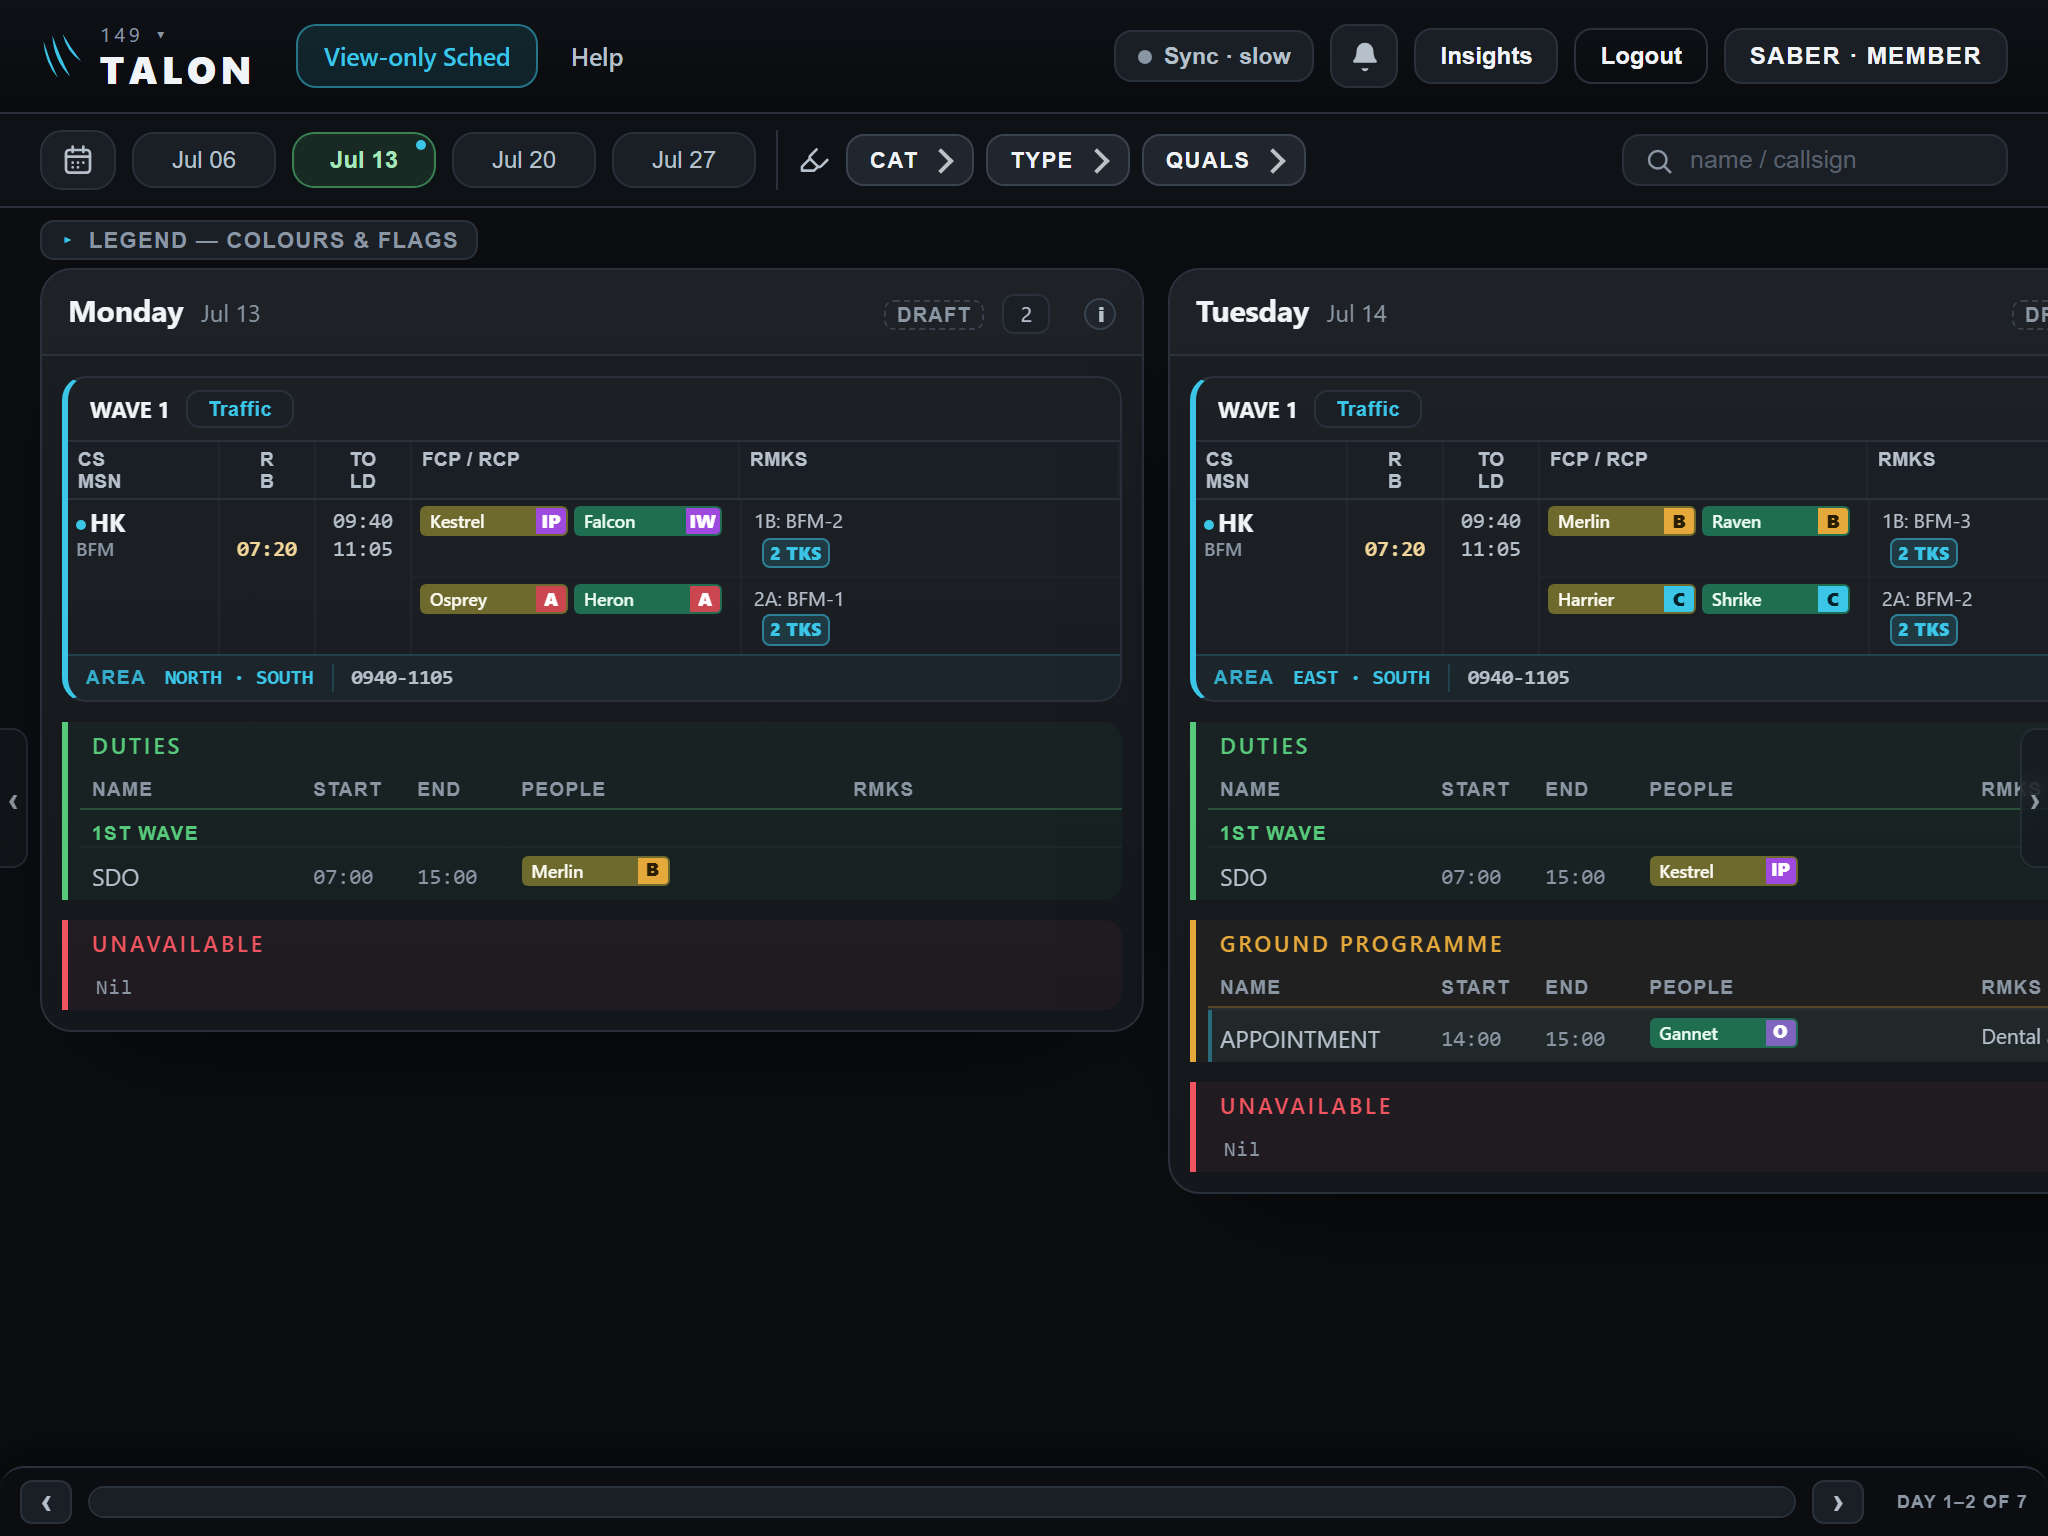 149 ▾
TALON
View-only Sched
Help
Sync · slow
Insights
Logout
SABER · MEMBER
Jul 06
Jul 13
Jul 20
Jul 27
CAT
TYPE
QUALS
name / callsign
LEGEND — COLOURS & FLAGS
Monday Jul 13
DRAFT
2
i
WAVE 1 Traffic
CS R TO FCP / RCP RMKS
MSN B LD
HK 09:40 Kestrel IP Falcon IW 1B: BFM-2
BFM 07:20 11:05 2 TKS
Osprey A Heron A 2A: BFM-1
2 TKS
AREA NORTH · SOUTH 0940-1105
DUTIES
NAME START END PEOPLE RMKS
1ST WAVE
SDO 07:00 15:00 Merlin B
UNAVAILABLE
Nil
Tuesday Jul 14
WAVE 1 Traffic
CS R TO FCP / RCP RMKS
MSN B LD
HK 09:40 Merlin B Raven B 1B: BFM-3
BFM 07:20 11:05 2 TKS
Harrier C Shrike C 2A: BFM-2
2 TKS
AREA EAST · SOUTH 0940-1105
DUTIES
NAME START END PEOPLE RMKS
1ST WAVE
SDO 07:00 15:00 Kestrel IP
GROUND PROGRAMME
NAME START END PEOPLE RMKS
APPOINTMENT 14:00 15:00 Gannet O Dental
UNAVAILABLE
Nil
DAY 1–2 OF 7